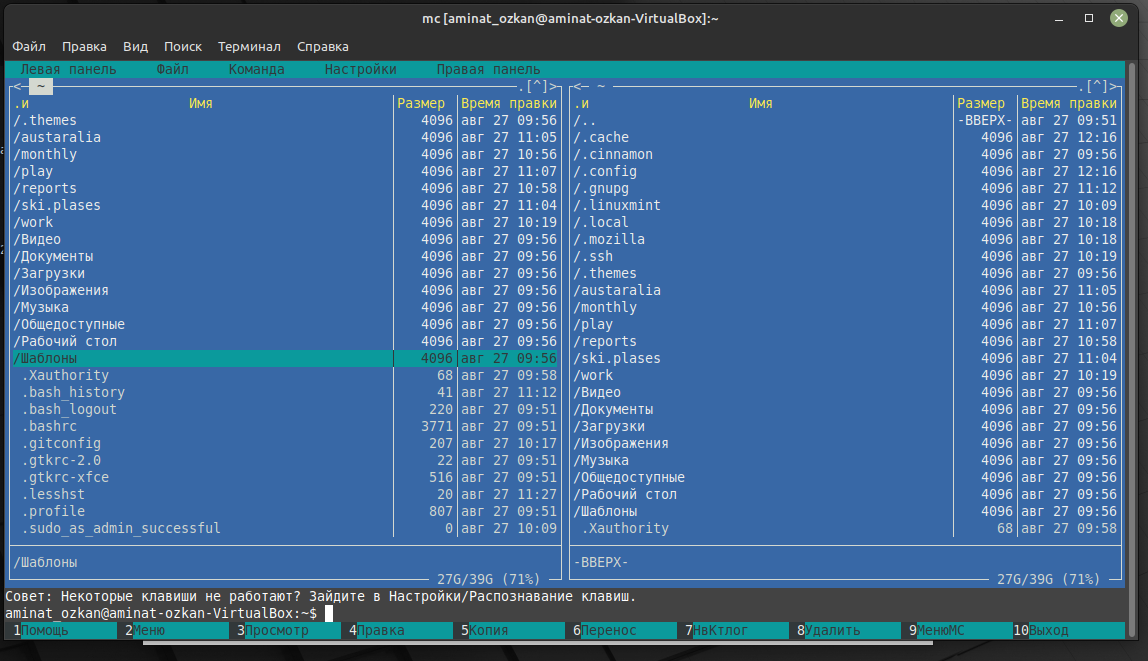 mc [aminat_ozkan@aminat-ozkan-VirtualBox]:~
Файл Правка Вид Поиск Терминал Справка
Левая панель Файл Команда Настройки Правая панель
<─ ~ ─.[^]> <─ ~ ─.[^]>
.и Имя Размер Время правки .и Имя Размер Время правки
/.themes 4096 авг 27 09:56 /.. -ВВЕРХ- авг 27 09:51
/austaralia 4096 авг 27 11:05 /.cache 4096 авг 27 12:16
/monthly 4096 авг 27 10:56 /.cinnamon 4096 авг 27 09:56
/play 4096 авг 27 11:07 /.config 4096 авг 27 12:16
/reports 4096 авг 27 10:58 /.gnupg 4096 авг 27 11:12
/ski.plases 4096 авг 27 11:04 /.linuxmint 4096 авг 27 10:09
/work 4096 авг 27 10:19 /.local 4096 авг 27 10:18
/Видео 4096 авг 27 09:56 /.mozilla 4096 авг 27 10:18
/Документы 4096 авг 27 09:56 /.ssh 4096 авг 27 10:19
/Загрузки 4096 авг 27 09:56 /.themes 4096 авг 27 09:56
/Изображения 4096 авг 27 09:56 /austaralia 4096 авг 27 11:05
/Музыка 4096 авг 27 09:56 /monthly 4096 авг 27 10:56
/Общедоступные 4096 авг 27 09:56 /play 4096 авг 27 11:07
/Рабочий стол 4096 авг 27 09:56 /reports 4096 авг 27 10:58
/Шаблоны 4096 авг 27 09:56 /ski.plases 4096 авг 27 11:04
.Xauthority 68 авг 27 09:58 /work 4096 авг 27 10:19
.bash_history 41 авг 27 11:12 /Видео 4096 авг 27 09:56
.bash_logout 220 авг 27 09:51 /Документы 4096 авг 27 09:56
.bashrc 3771 авг 27 09:51 /Загрузки 4096 авг 27 09:56
.gitconfig 207 авг 27 10:17 /Изображения 4096 авг 27 09:56
.gtkrc-2.0 22 авг 27 09:51 /Музыка 4096 авг 27 09:56
.gtkrc-xfce 516 авг 27 09:51 /Общедоступные 4096 авг 27 09:56
.lesshst 20 авг 27 11:27 /Рабочий стол 4096 авг 27 09:56
.profile 807 авг 27 09:51 /Шаблоны 4096 авг 27 09:56
.sudo_as_admin_successful 0 авг 27 10:09 .Xauthority 68 авг 27 09:58
/Шаблоны -ВВЕРХ-
27G/39G (71%) 27G/39G (71%)
Совет: Некоторые клавиши не работают? Зайдите в Настройки/Распознавание клавиш.
aminat_ozkan@aminat-ozkan-VirtualBox:~$
1Помощь 2Меню 3Просмотр 4Правка 5Копия 6Перенос 7НвКтлог 8Удалить 9МенюМС 10Выход